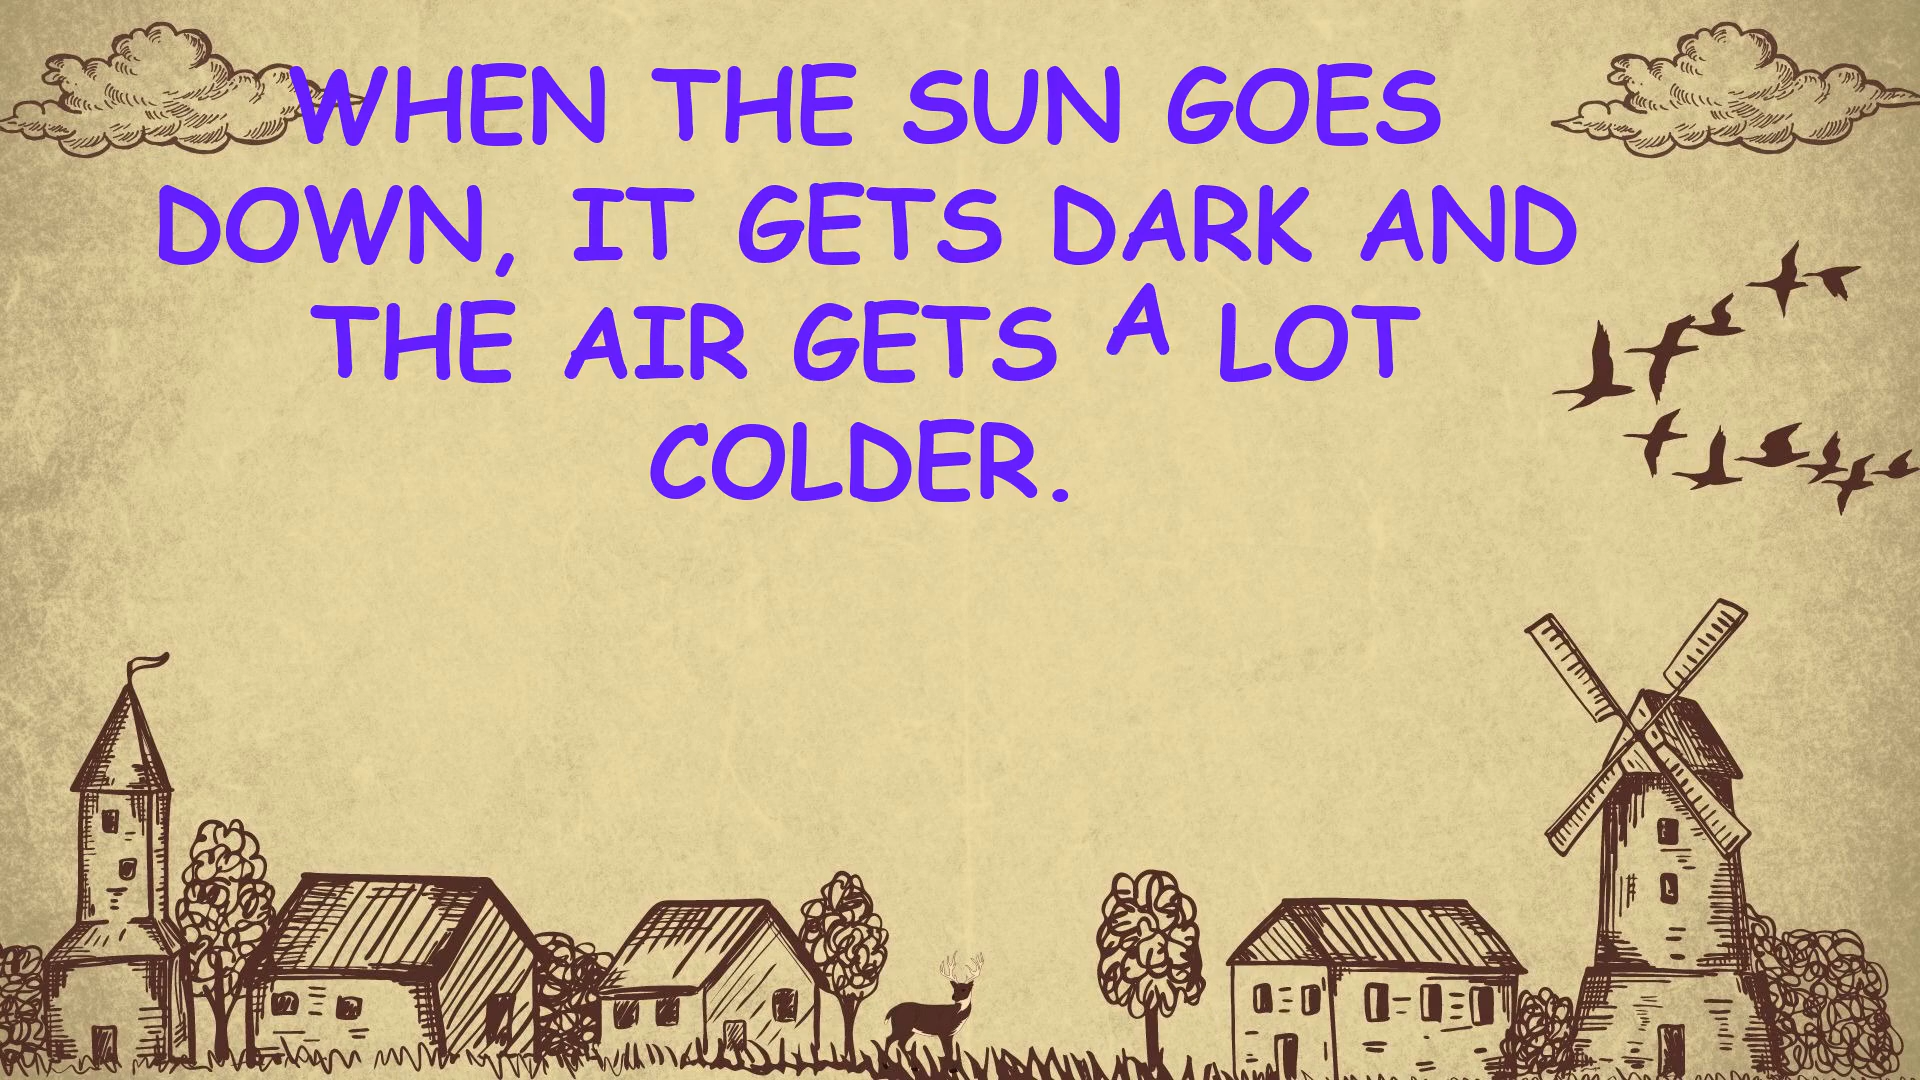 WHEN THE SUN GOES
DOWN, IT GETS DARK AND
THE AIR GETS A LOT
COLDER.